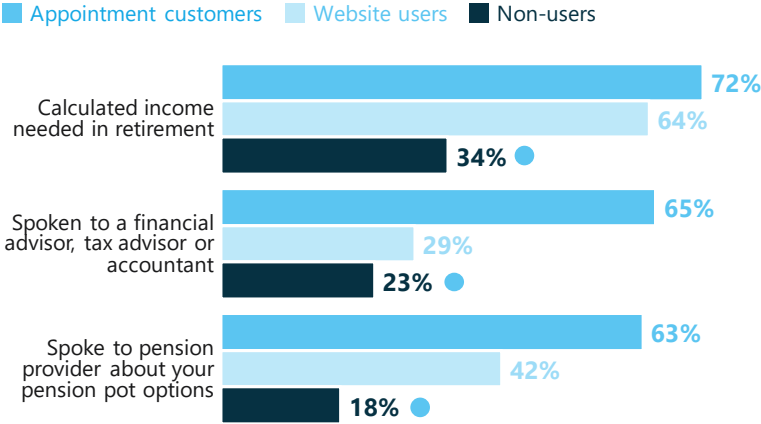 Appointment customers Website users Non-users
Calculated income
needed in retirement
72%
64%
34%
Spoken to a financial
advisor, tax advisor or
accountant
65%
29%
23%
Spoke to pension
provider about your
pension pot options
63%
42%
18%